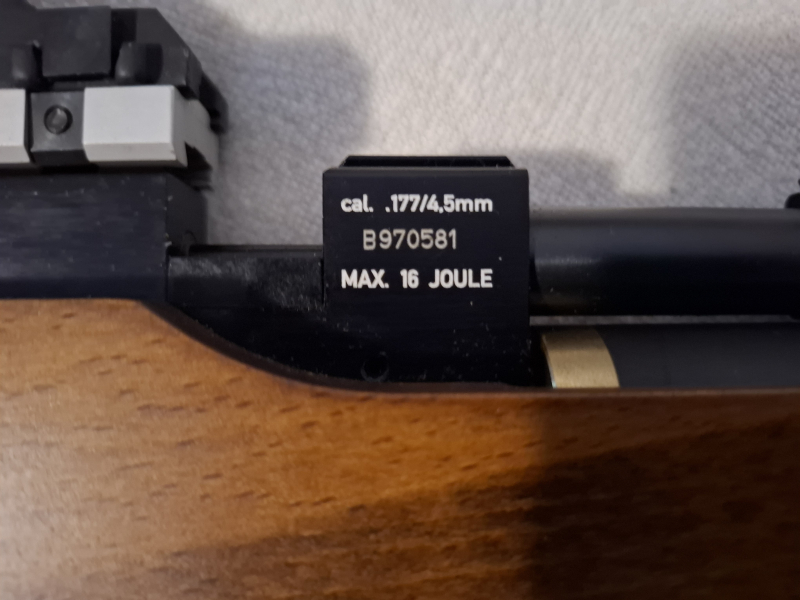 cal. .177/4,5mm
B970581
MAX. 16 JOULE